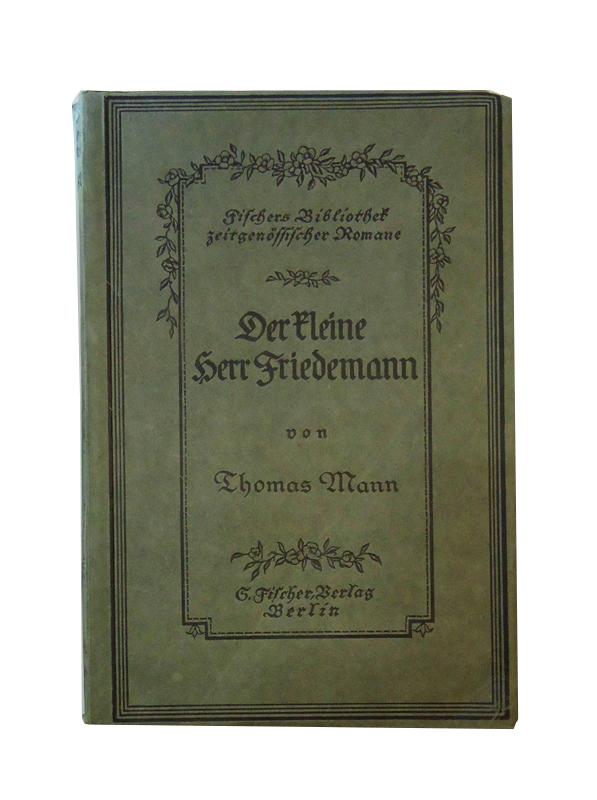 Fischers Bibliothek
zeitgenössischer Romane
Der kleine
Herr Friedemann
von
Thomas Mann
S. Fischer, Verlag
Berlin